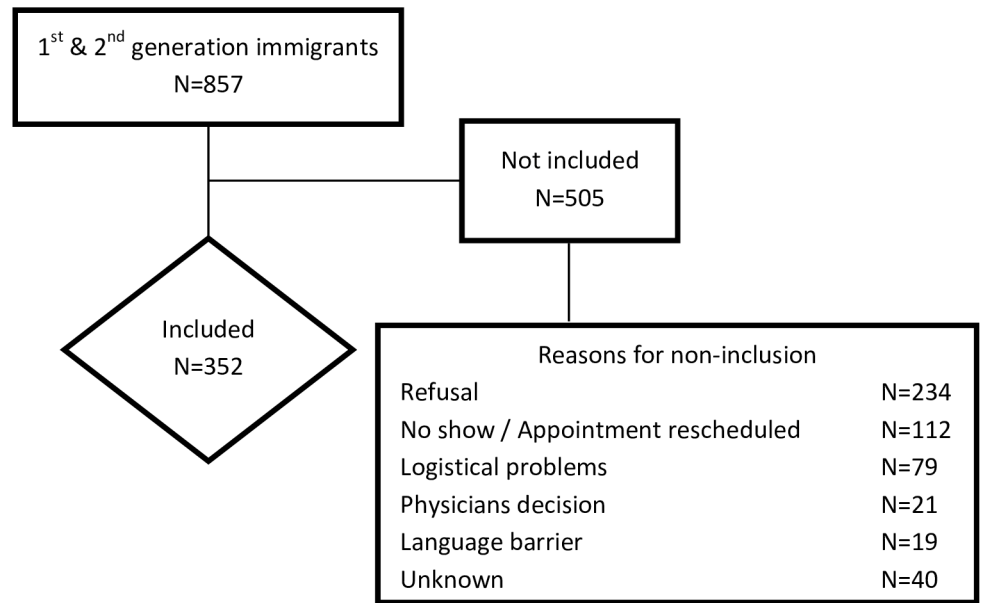 1st & 2nd generation immigrants
N=857
Not included
N=505
Included
N=352
Reasons for non-inclusion
Refusal N=234
No show / Appointment rescheduled N=112
Logistical problems N=79
Physicians decision N=21
Language barrier N=19
Unknown N=40